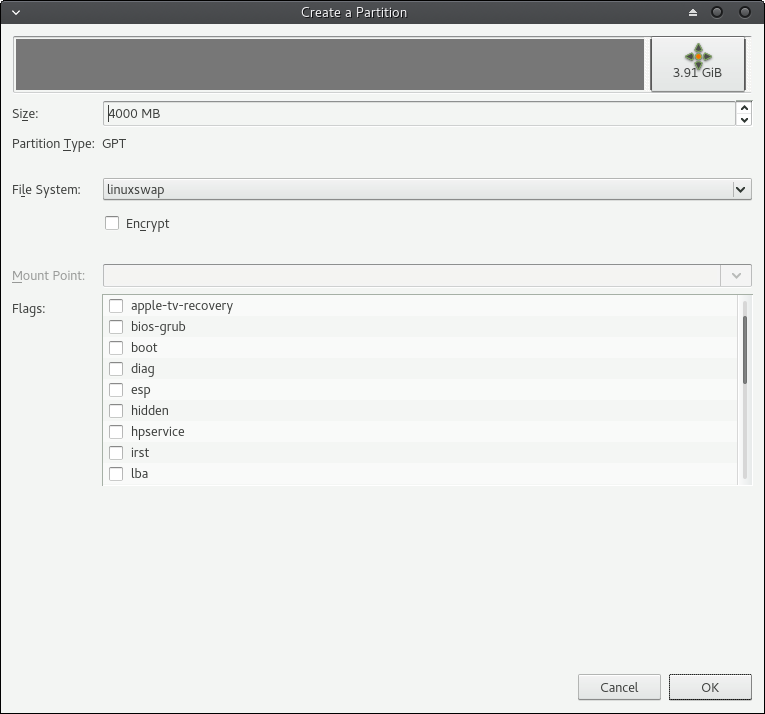 Create a Partition
3.91 GiB
Size: 4000 MB
Partition Type: GPT
File System: linuxswap
Encrypt
Mount Point:
Flags:
apple-tv-recovery
bios-grub
boot
diag
esp
hidden
hpservice
irst
lba
Cancel OK